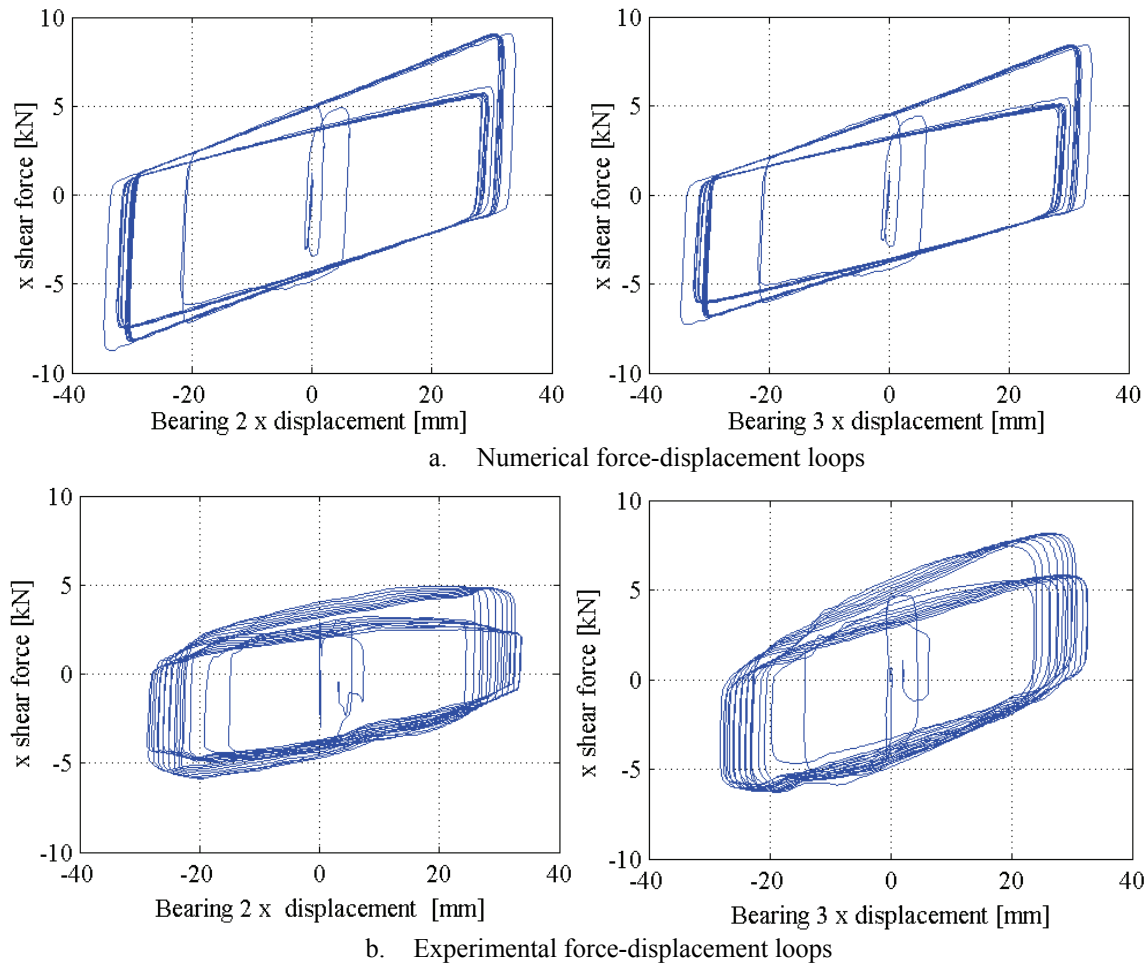 10
5
0
-5
-10
x shear force [kN]
-40 -20 0 20 40
Bearing 2 x displacement [mm]
10
5
0
-5
-10
x shear force [kN]
-40 -20 0 20 40
Bearing 3 x displacement [mm]
a. Numerical force-displacement loops
10
5
0
-5
-10
x shear force [kN]
-40 -20 0 20 40
Bearing 2 x displacement [mm]
10
5
0
-5
-10
x shear force [kN]
-40 -20 0 20 40
Bearing 3 x displacement [mm]
b. Experimental force-displacement loops